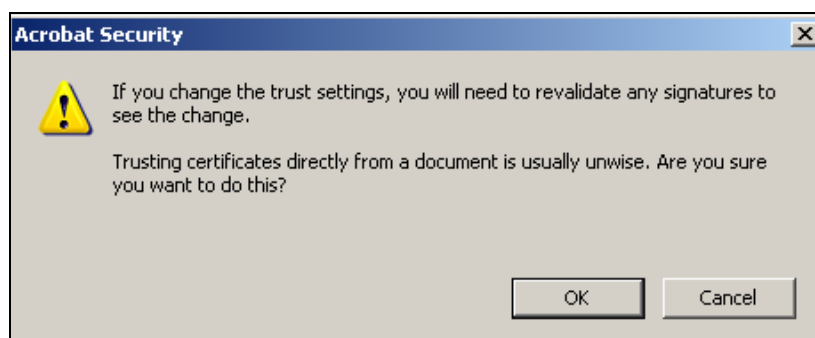 Acrobat Security
If you change the trust settings, you will need to revalidate any signatures to
see the change.
Trusting certificates directly from a document is usually unwise. Are you sure
you want to do this?
OK
Cancel